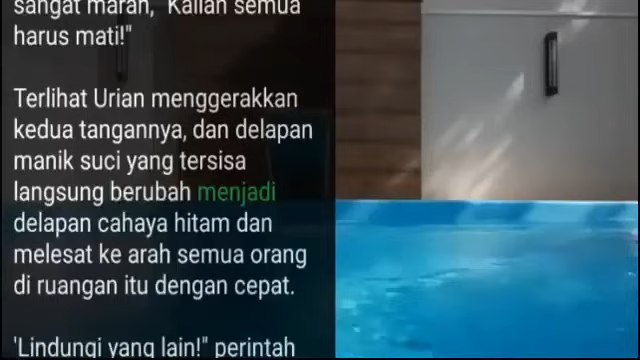 sangat marah, "Kalian semua
harus mati!"
Terlihat Urian menggerakkan
kedua tangannya, dan delapan
manik suci yang tersisa
langsung berubah menjadi
delapan cahaya hitam dan
melesat ke arah semua orang
di ruangan itu dengan cepat.
'Lindungi yang lain!" perintah